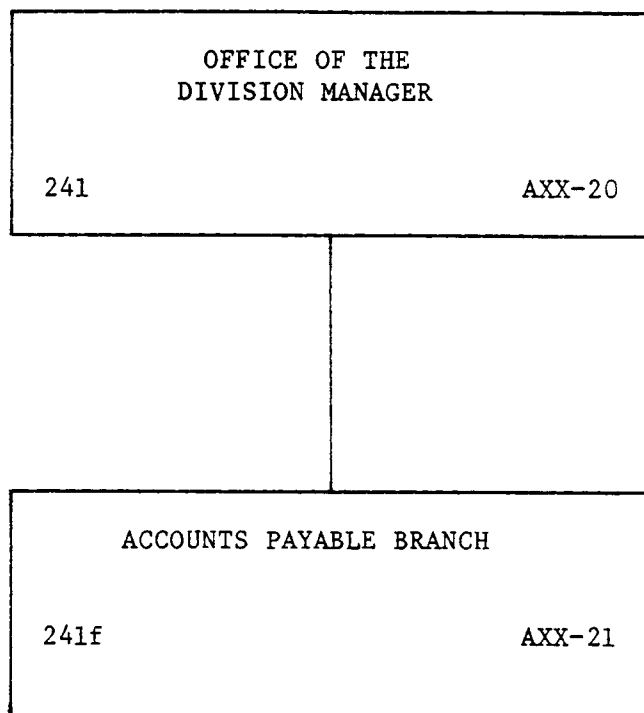 OFFICE OF THE
DIVISION MANAGER
241 AXX-20
ACCOUNTS PAYABLE BRANCH
241f AXX-21